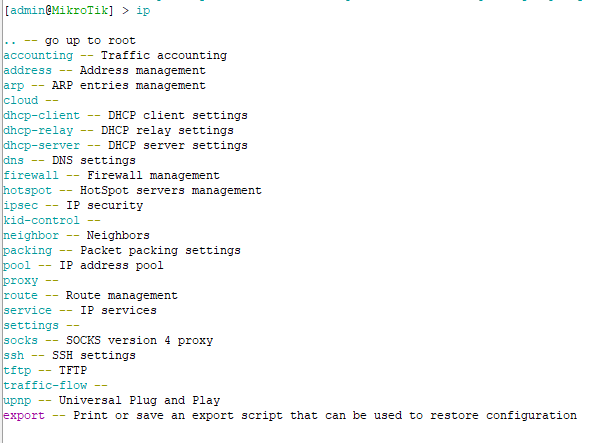 [admin@MikroTik] > ip
.. -- go up to root
accounting -- Traffic accounting
address -- Address management
arp -- ARP entries management
cloud --
dhcp-client -- DHCP client settings
dhcp-relay -- DHCP relay settings
dhcp-server -- DHCP server settings
dns -- DNS settings
firewall -- Firewall management
hotspot -- HotSpot servers management
ipsec -- IP security
kid-control --
neighbor -- Neighbors
packing -- Packet packing settings
pool -- IP address pool
proxy --
route -- Route management
service -- IP services
settings --
socks -- SOCKS version 4 proxy
ssh -- SSH settings
tftp -- TFTP
traffic-flow --
upnp -- Universal Plug and Play
export -- Print or save an export script that can be used to restore configuration